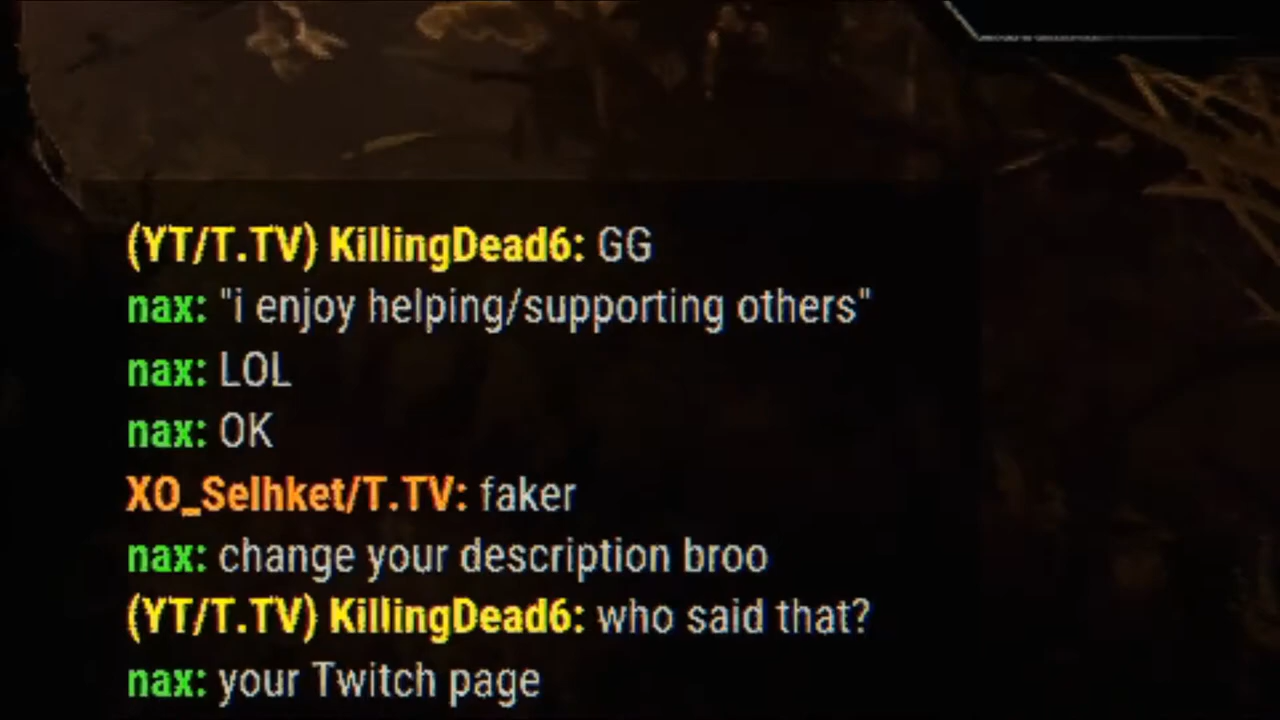 (YT/T.TV) KillingDead6: GG
nax: "i enjoy helping/supporting others"
nax: LOL
nax: OK
XO_Selhket/T.TV: faker
nax: change your description broo
(YT/T.TV) KillingDead6: who said that?
nax: your Twitch page